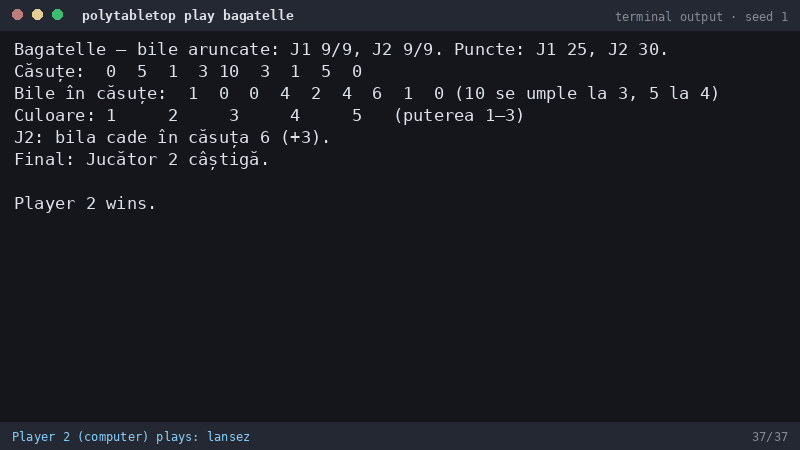 polytabletop play bagatelle
terminal output · seed 1
Bagatelle — bile aruncate: J1 9/9, J2 9/9. Puncte: J1 25, J2 30.
Căsuțe:  0  5  1  3 10  3  1  5  0
Bile în căsuțe:  1  0  0  4  2  4  6  1  0 (10 se umple la 3, 5 la 4)
Culoare: 1     2     3     4     5   (puterea 1–3)
J2: bila cade în căsuța 6 (+3).
Final: Jucător 2 câștigă.
Player 2 wins.
Player 2 (computer) plays: lansez
37/37